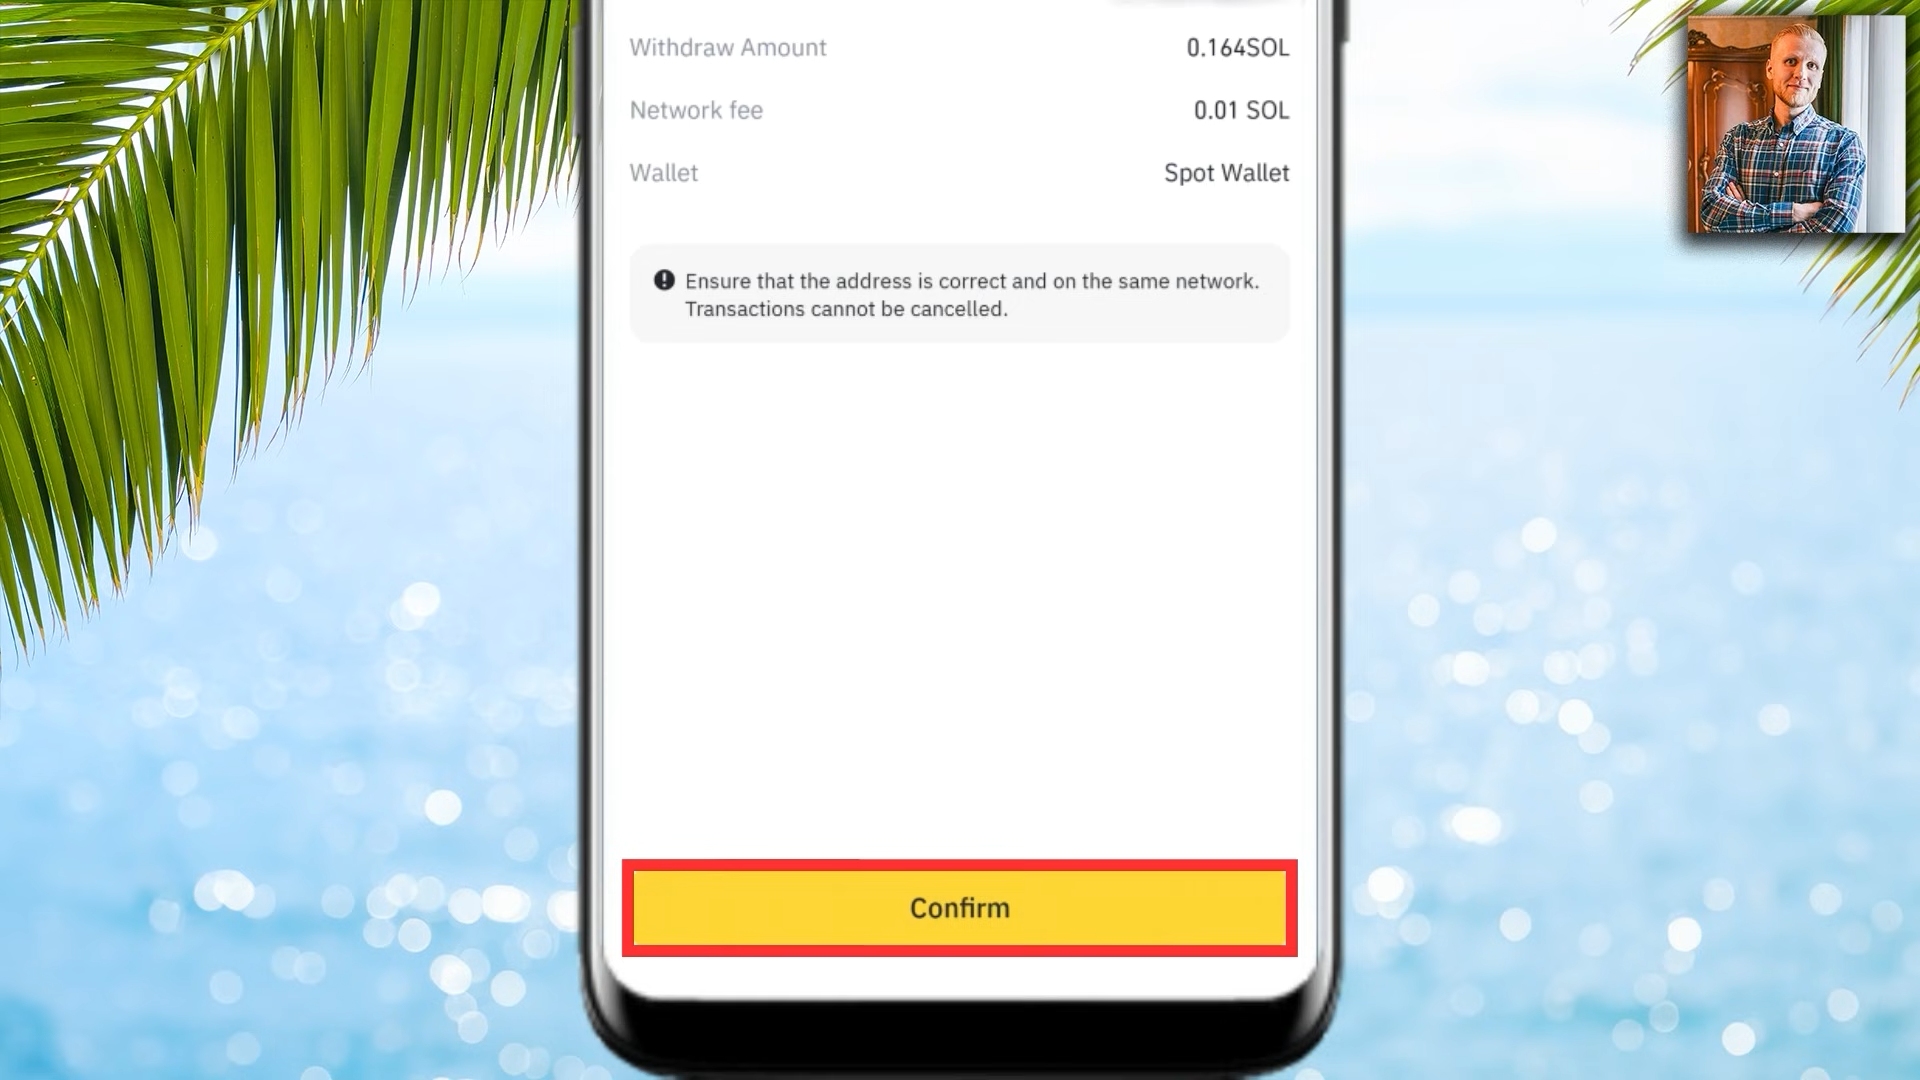 Withdraw Amount 0.164SOL
Network fee 0.01 SOL
Wallet Spot Wallet
Ensure that the address is correct and on the same network.
Transactions cannot be cancelled.
Confirm